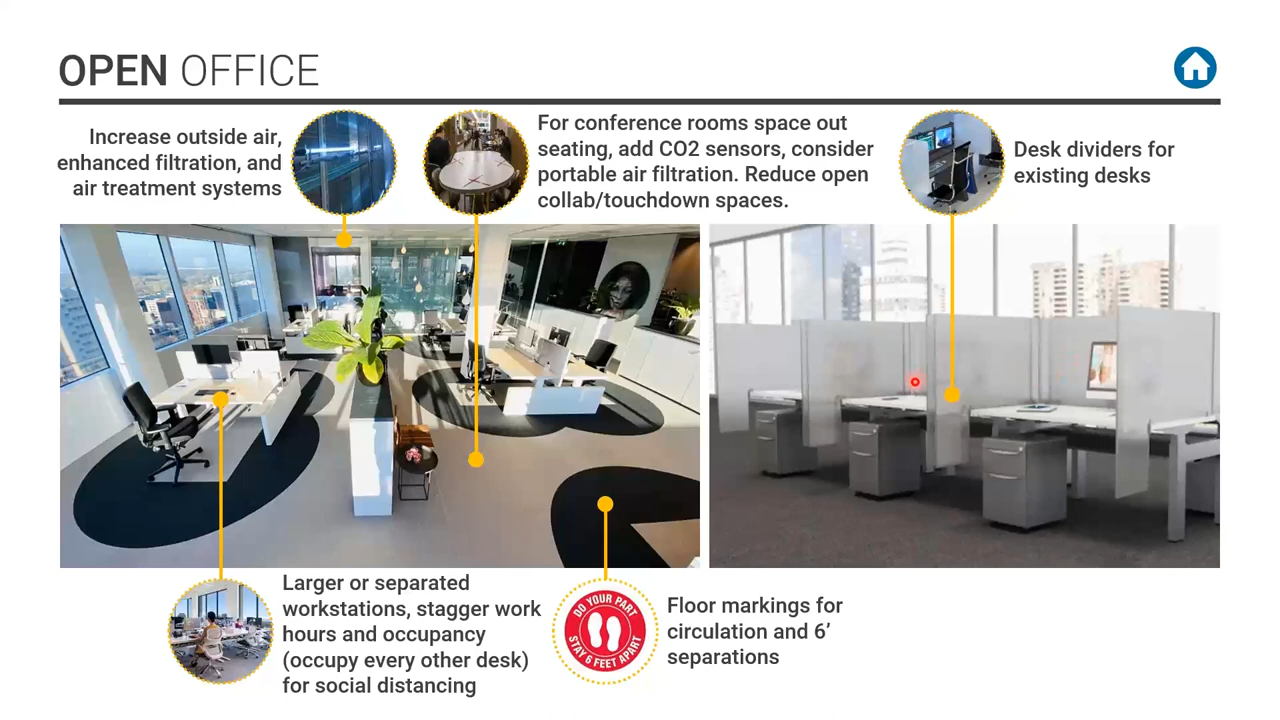 OPEN OFFICE
Increase outside air,
enhanced filtration, and
air treatment systems
For conference rooms space out
seating, add CO2 sensors, consider
portable air filtration. Reduce open
collab/touchdown spaces.
Desk dividers for
existing desks
Larger or separated
workstations, stagger work
hours and occupancy
(occupy every other desk)
for social distancing
DO YOUR PART
STAY 6 FEET APART
Floor markings for
circulation and 6’
separations